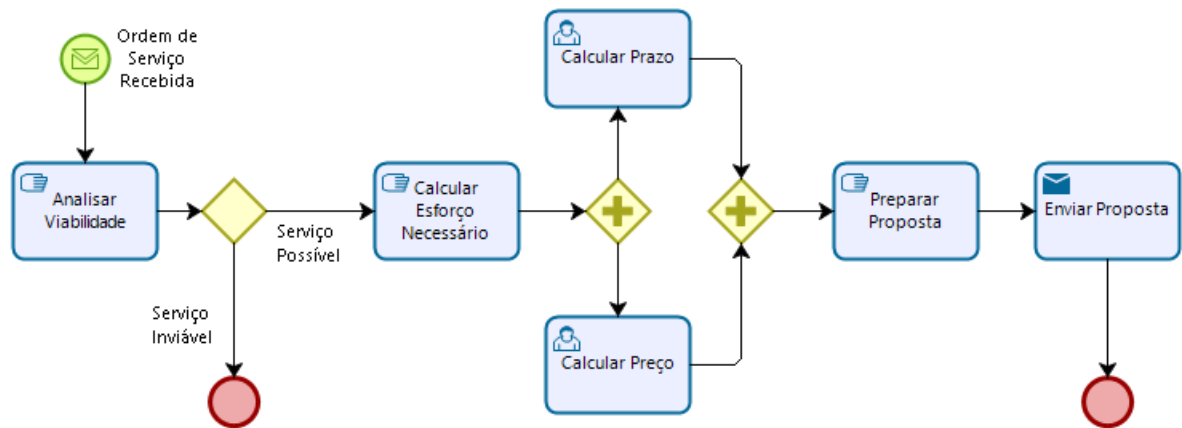 Ordem de
Serviço
Recebida
Analisar
Viabilidade
Serviço
Possível
Serviço
Inviável
Calcular
Esforço
Necessário
Calcular Prazo
Calcular Preço
Preparar
Proposta
Enviar Proposta